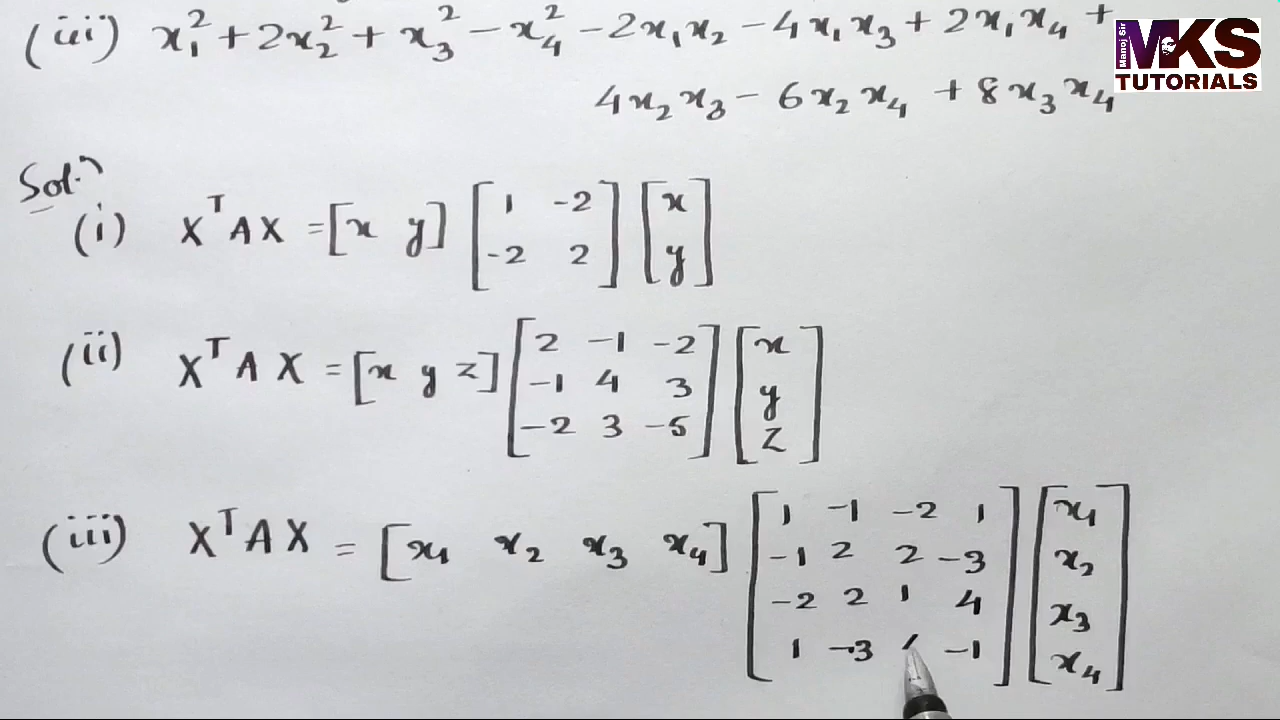 (iii) x₁² + 2x₂² + x₃² − x₄² − 2x₁x₂ − 4x₁x₃ + 2x₁x₄ +
4x₂x₃ − 6x₂x₄ + 8x₃x₄
Manoj Sir
MKS
TUTORIALS
Sol.ⁿ
(i) XᵀAX = [x y] [1 −2
−2 2] [x
y]
(ii) XᵀAX = [x y z] [2 −1 −2
−1 4 3
−2 3 −5] [x
y
z]
(iii) XᵀAX = [x₁ x₂ x₃ x₄] [1 −1 −2 1
−1 2 2 −3
−2 2 1 4
1 −3 −1] [x₁
x₂
x₃
x₄]